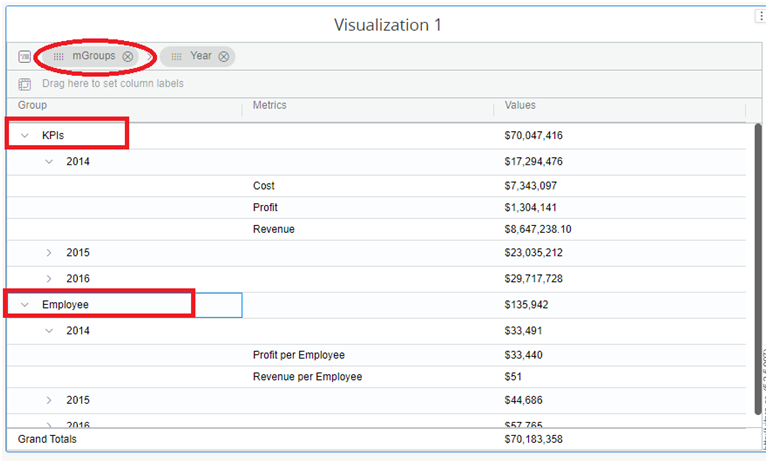 Visualization 1
mGroups Year
Drag here to set column labels
Group Metrics Values
KPIs $70,047,416
2014 $17,294,476
Cost $7,343,097
Profit $1,304,141
Revenue $8,647,238.10
2015 $23,035,212
2016 $29,717,728
Employee $135,942
2014 $33,491
Profit per Employee $33,440
Revenue per Employee $51
2015 $44,686
2016 $57,765
Grand Totals $70,183,358